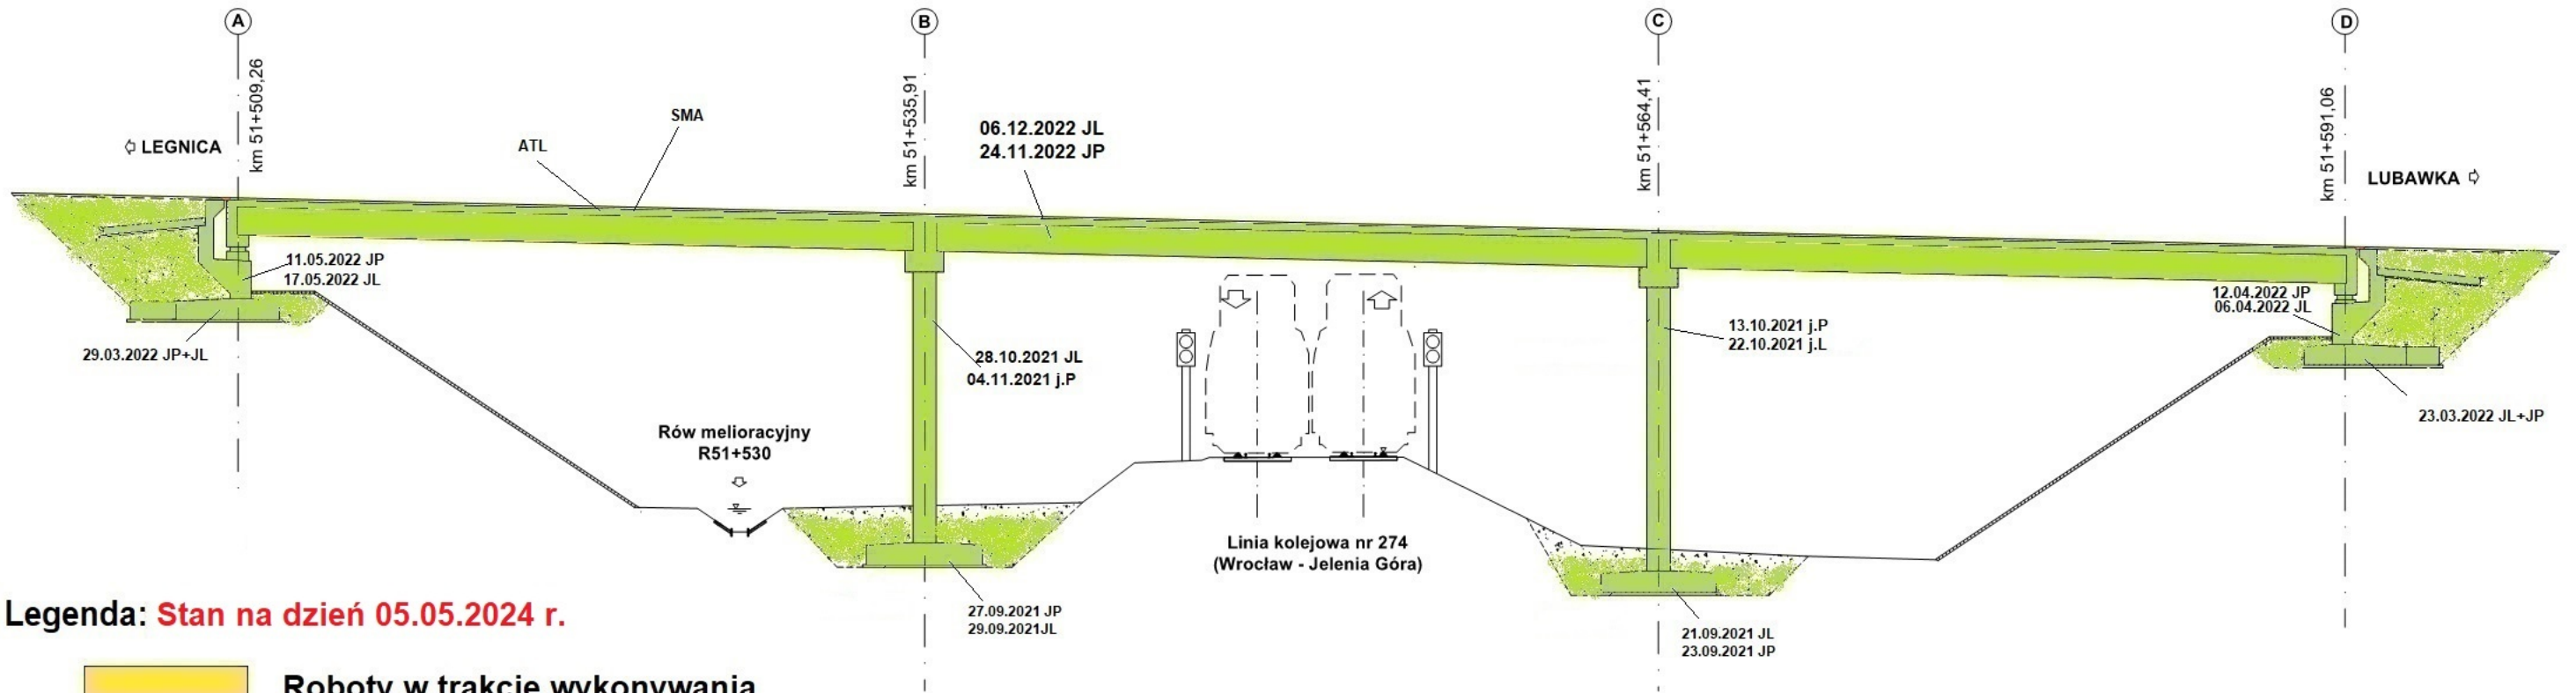 A
B
C
D
km 51+509,26
km 51+535,91
km 51+564,41
km 51+591,06
LEGNICA
ATL
SMA
06.12.2022 JL
24.11.2022 JP
LUBAWKA
11.05.2022 JP
17.05.2022 JL
29.03.2022 JP+JL
28.10.2021 JL
04.11.2021 j.P
13.10.2021 j.P
22.10.2021 j.L
12.04.2022 JP
06.04.2022 JL
23.03.2022 JL+JP
Rów melioracyjny
R51+530
Linia kolejowa nr 274
(Wrocław - Jelenia Góra)
27.09.2021 JP
29.09.2021JL
21.09.2021 JL
23.09.2021 JP
Legenda: Stan na dzień 05.05.2024 r.
Roboty w trakcie wykonywania